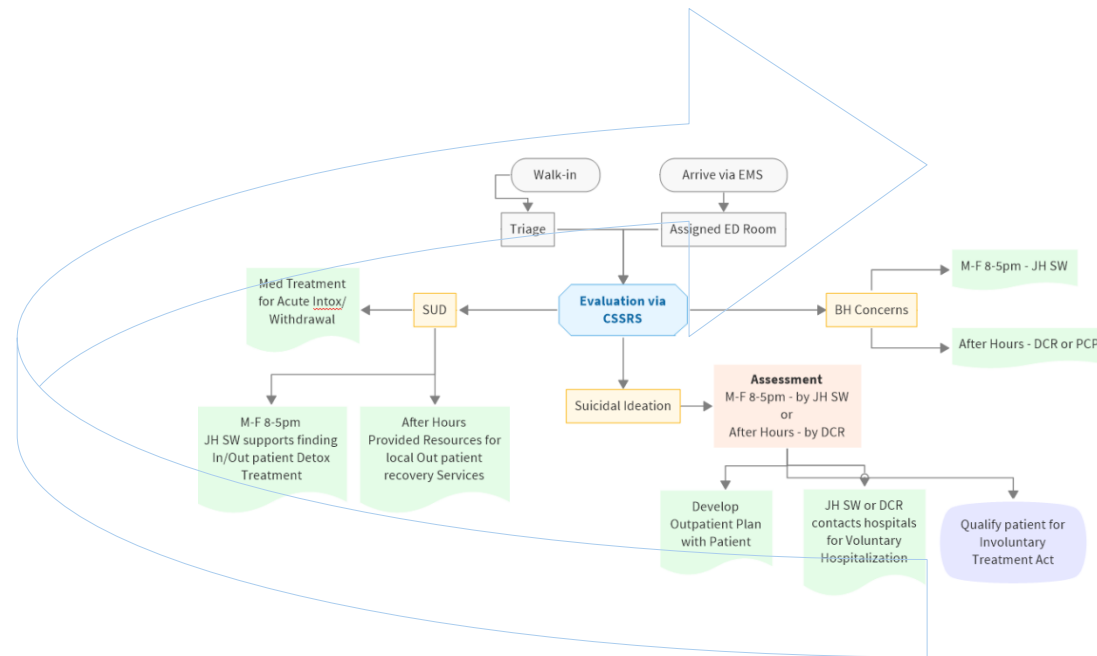 Walk-in
Arrive via EMS
Triage
Assigned ED Room
Med Treatment
for Acute Intox/
Withdrawal
SUD
Evaluation via
CSSRS
BH Concerns
M-F 8-5pm - JH SW
After Hours - DCR or PCP
Suicidal Ideation
Assessment
M-F 8-5pm - by JH SW
or
After Hours - by DCR
M-F 8-5pm
JH SW supports finding
In/Out patient Detox
Treatment
After Hours
Provided Resources for
local Out patient
recovery Services
Develop
Outpatient Plan
with Patient
JH SW or DCR
contacts hospitals
for Voluntary
Hospitalization
Qualify patient for
Involuntary
Treatment Act